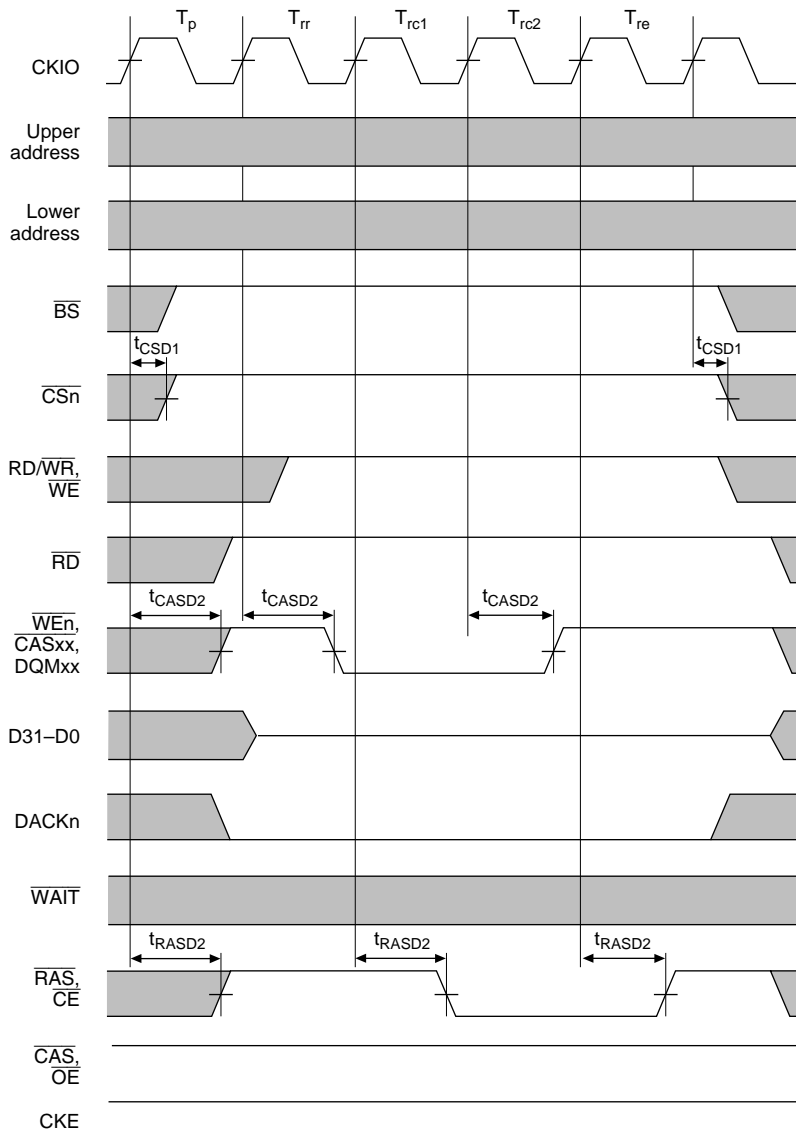 Tp Trr Trc1 Trc2 Tre
CKIO
Upper
address
Lower
address
BS
tCSD1 tCSD1
CSn
RD/WR,
WE
RD
tCASD2 tCASD2 tCASD2
WEn,
CASxx,
DQMxx
D31–D0
DACKn
WAIT
tRASD2 tRASD2 tRASD2
RAS,
CE
CAS,
OE
CKE